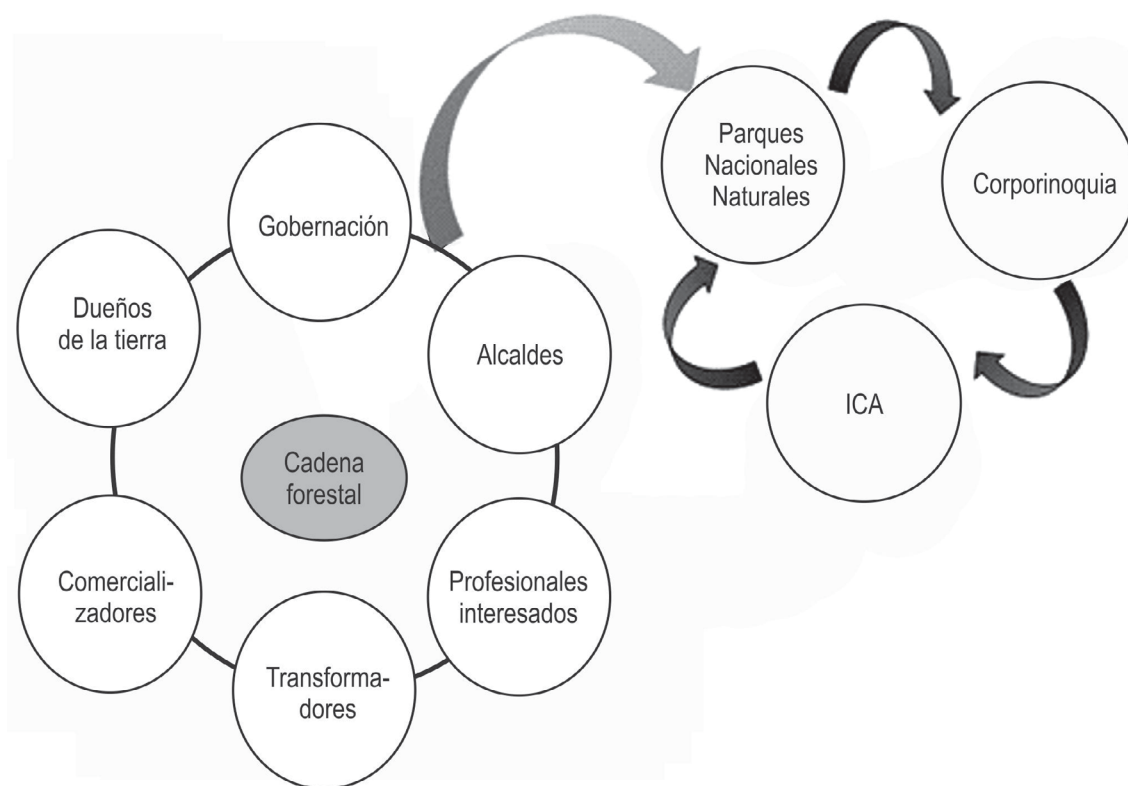 Parques
Nacionales
Naturales
Corporinoquia
ICA
Gobernación
Alcaldes
Profesionales
interesados
Transforma-
dores
Comerciali-
zadores
Dueños
de la tierra
Cadena
forestal